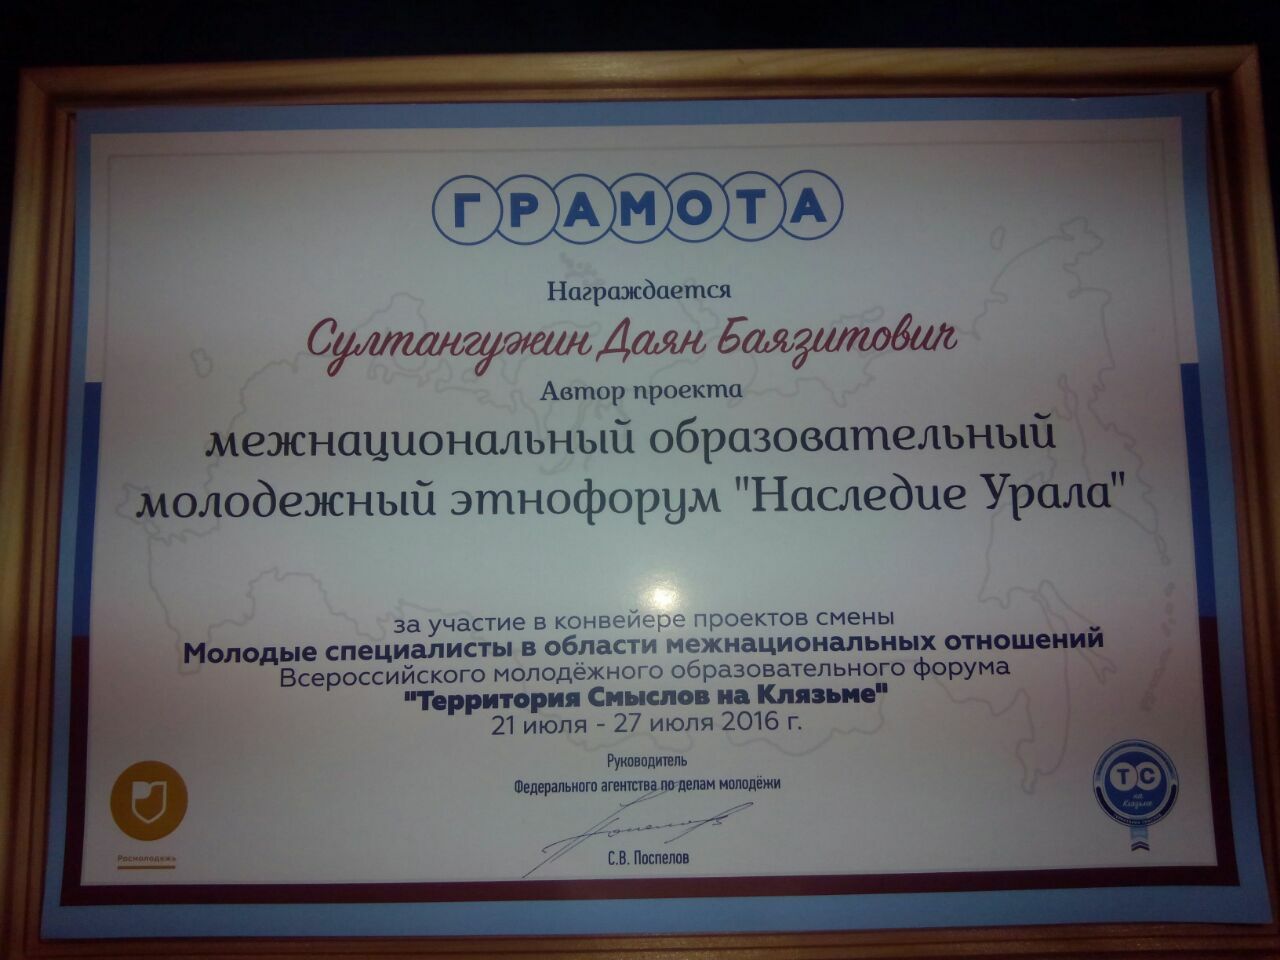 ГРАМОТА
Награждается
Султангужин Даян Баязитович
Автор проекта
межнациональный образовательный
молодежный этнофорум "Наследие Урала"
за участие в конвейере проектов смены
Молодые специалисты в области межнациональных отношений
Всероссийского молодёжного образовательного форума
"Территория Смыслов на Клязьме"
21 июля - 27 июля 2016 г.
Руководитель
Федерального агентства по делам молодёжи
С.В. Поспелов
Росмолодежь
ТС
на
Клязьме